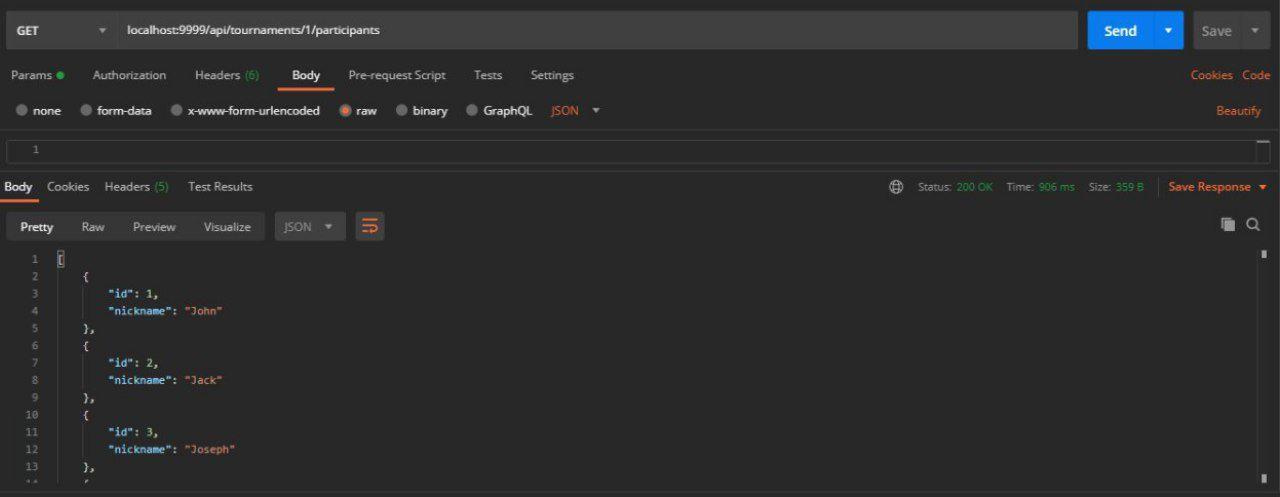 GET localhost:9999/api/tournaments/1/participants Send Save
Params Authorization Headers (6) Body Pre-request Script Tests Settings Cookies Code
none form-data x-www-form-urlencoded raw binary GraphQL JSON Beautify
1
Body Cookies Headers (5) Test Results Status: 200 OK Time: 906 ms Size: 359 B Save Response
Pretty Raw Preview Visualize JSON
1 [
2 {
3 "id": 1,
4 "nickname": "John"
5 },
6 {
7 "id": 2,
8 "nickname": "Jack"
9 },
10 {
11 "id": 3,
12 "nickname": "Joseph"
13 },
14 {